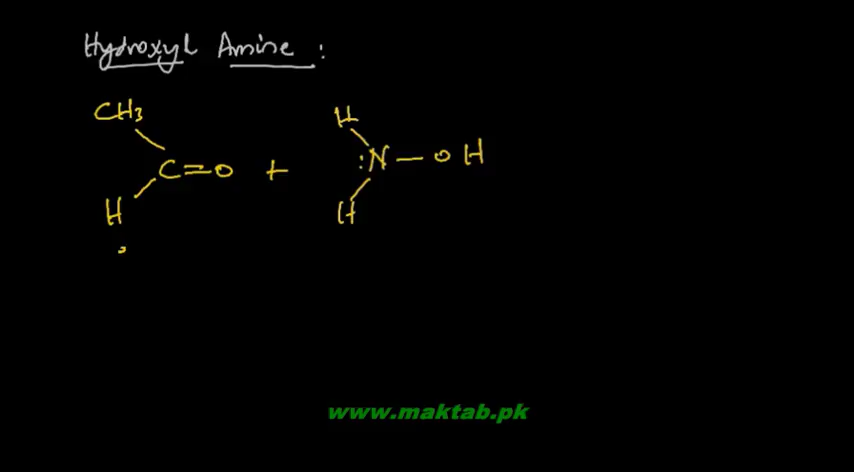 Hydroxyl Amine :
CH3 H
C=O + :N—OH
H H
www.maktab.pk